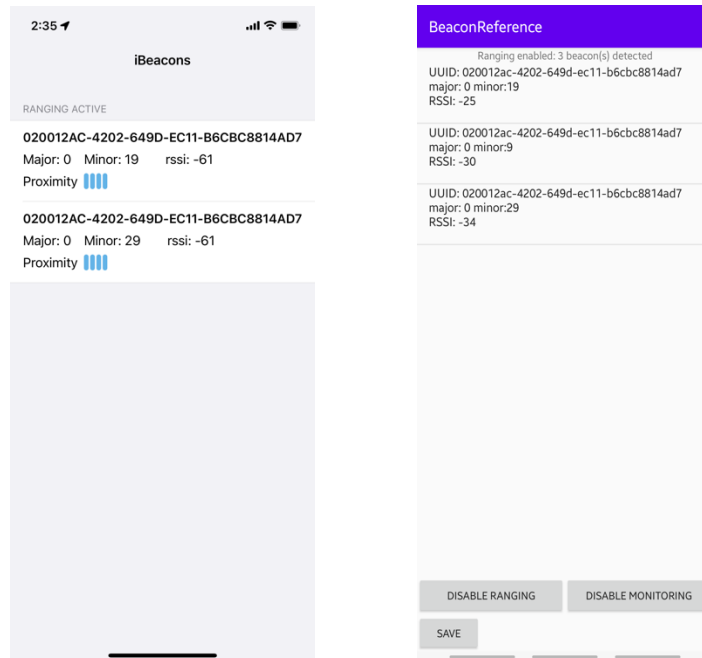 2:35
iBeacons
RANGING ACTIVE
020012AC-4202-649D-EC11-B6CBC8814AD7
Major: 0 Minor: 19 rssi: -61
Proximity
020012AC-4202-649D-EC11-B6CBC8814AD7
Major: 0 Minor: 29 rssi: -61
Proximity
BeaconReference
Ranging enabled: 3 beacon(s) detected
UUID: 020012ac-4202-649d-ec11-b6cbc8814ad7
major: 0 minor:19
RSSI: -25
UUID: 020012ac-4202-649d-ec11-b6cbc8814ad7
major: 0 minor:9
RSSI: -30
UUID: 020012ac-4202-649d-ec11-b6cbc8814ad7
major: 0 minor:29
RSSI: -34
DISABLE RANGING
DISABLE MONITORING
SAVE